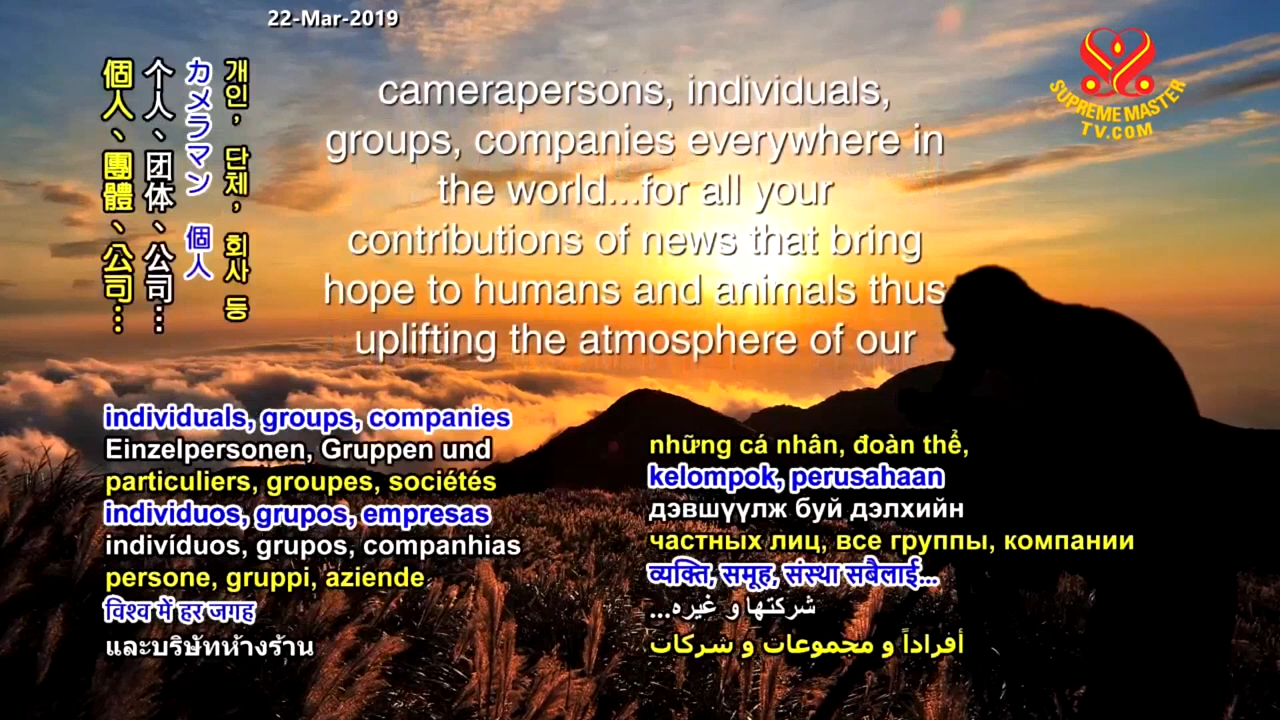 22-Mar-2019
個人、團體、公司…
个人、团体、公司…
カメラマン 個人
개인, 단체, 회사 등
camerapersons, individuals,
groups, companies everywhere in
the world...for all your
contributions of news that bring
hope to humans and animals thus
uplifting the atmosphere of our
SUPREME MASTER
TV.COM
individuals, groups, companies
Einzelpersonen, Gruppen und
particuliers, groupes, sociétés
individuos, grupos, empresas
indivíduos, grupos, companhias
persone, gruppi, aziende
विश्व में हर जगह
และบริษัทห้างร้าน
những cá nhân, đoàn thể,
kelompok, perusahaan
дэвшүүлж буй дэлхийн
частных лиц, все группы, компании
व्यक्ति, समूह, संस्था सबैलाई...
شرکتها و غیره...
أفراداً و مجموعات و شركات